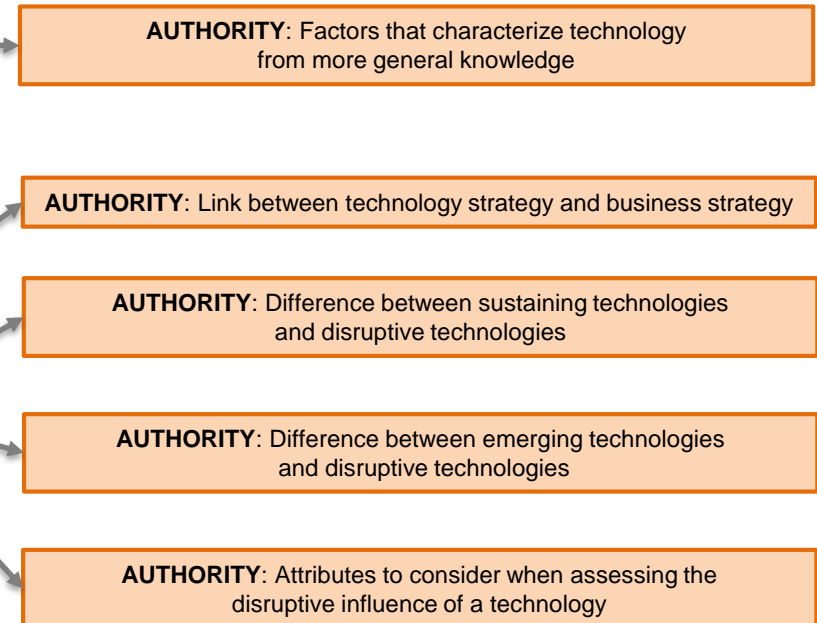 AUTHORITY: Factors that characterize technology
from more general knowledge
AUTHORITY: Link between technology strategy and business strategy
AUTHORITY: Difference between sustaining technologies
and disruptive technologies
AUTHORITY: Difference between emerging technologies
and disruptive technologies
AUTHORITY: Attributes to consider when assessing the
disruptive influence of a technology